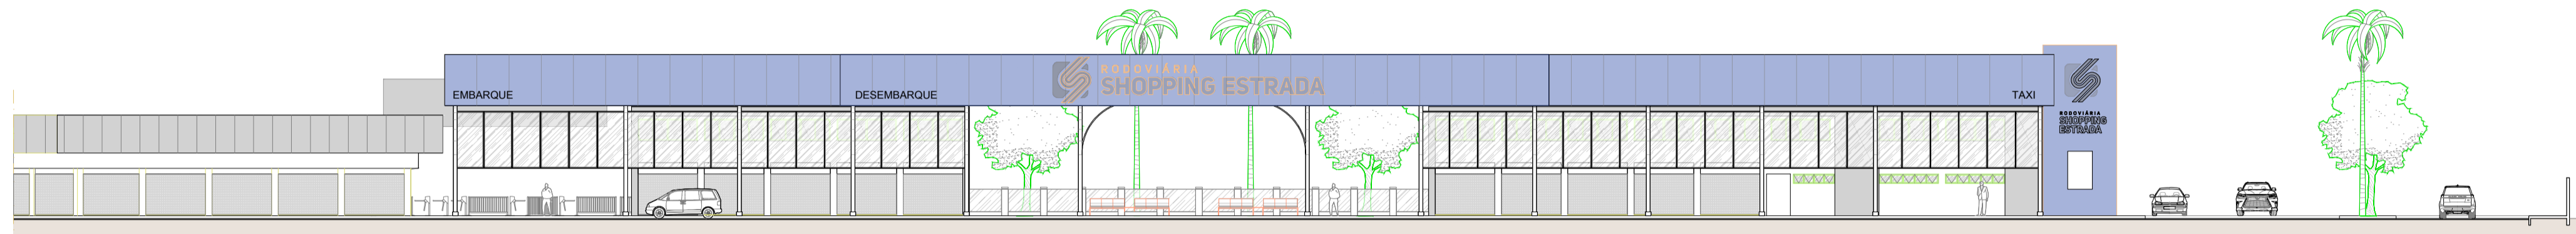 EMBARQUE
DESEMBARQUE
RODOVIÁRIA
SHOPPING ESTRADA
TAXI
RODOVIÁRIA
SHOPPING
ESTRADA